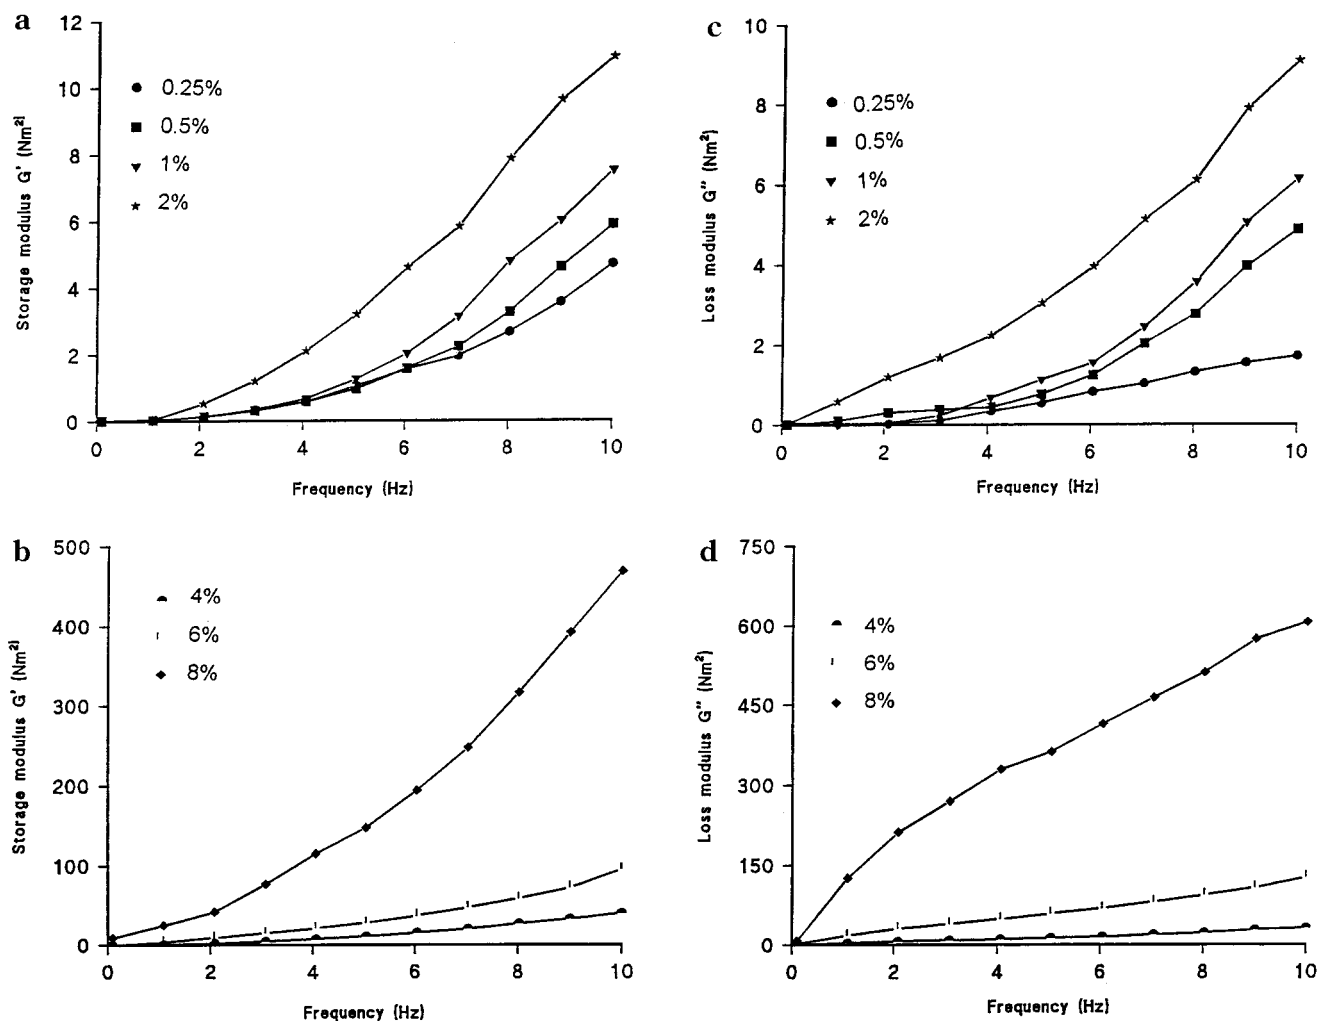 a
12
10
8
6
4
2
0
Storage modulus G' (Nm²)
0.25%
0.5%
1%
2%
0 2 4 6 8 10
Frequency (Hz)
c
10
8
6
4
2
0
Loss modulus G'' (Nm²)
0.25%
0.5%
1%
2%
0 2 4 6 8 10
Frequency (Hz)
b
500
400
300
200
100
0
Storage modulus G' (Nm²)
4%
6%
8%
0 2 4 6 8 10
Frequency (Hz)
d
750
600
450
300
150
0
Loss modulus G'' (Nm²)
4%
6%
8%
0 2 4 6 8 10
Frequency (Hz)